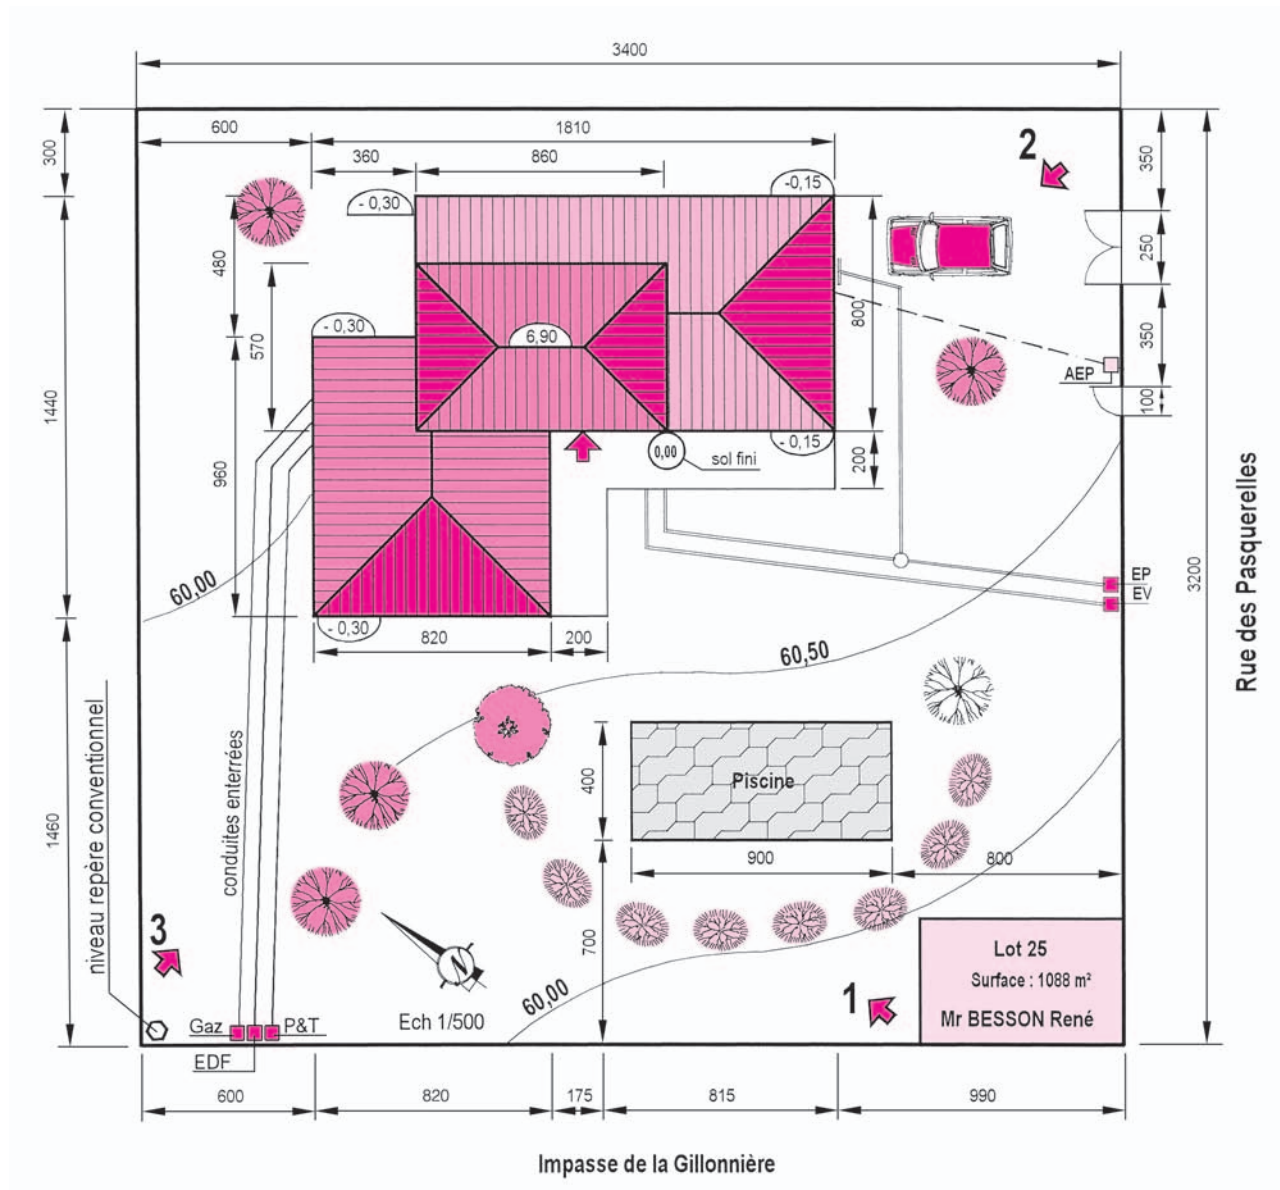 3400
600
1810
300
360
860
2
350
-0,15
- 0,30
250
480
- 0,30
570
6,90
800
350
AEP
100
1440
960
0,00
sol fini
- 0,15
200
Rue des Pasquerelles
3200
60,00
EP
EV
- 0,30
820
200
60,50
niveau repère conventionnel
conduites enterrées
400
Piscine
1460
900
800
3
700
Lot 25
Surface : 1088 m²
Mr BESSON René
N
60,00
1
Gaz
P&T
Ech 1/500
EDF
600
820
175
815
990
Impasse de la Gillonnière